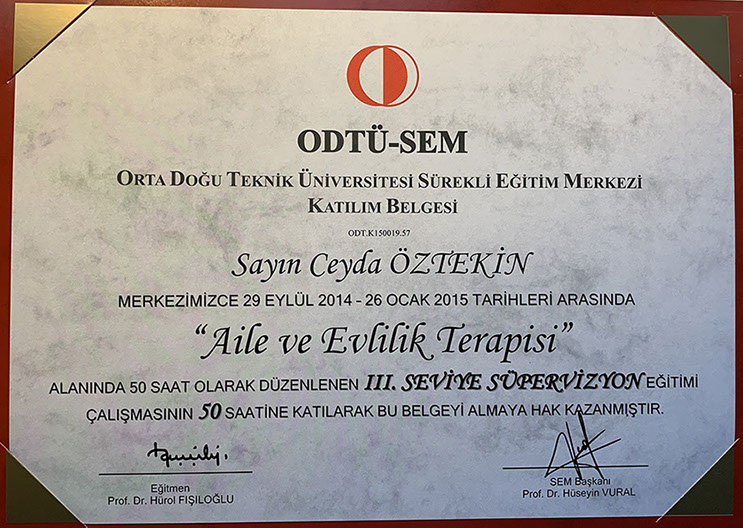 ODTÜ-SEM
ORTA DOĞU TEKNİK ÜNİVERSİTESİ SÜREKLİ EĞİTİM MERKEZİ
KATILIM BELGESİ
ODT.K150019.57
Sayın Ceyda ÖZTEKİN
MERKEZİMİZCE 29 EYLÜL 2014 - 26 OCAK 2015 TARİHLERİ ARASINDA
“Aile ve Evlilik Terapisi”
ALANINDA 50 SAAT OLARAK DÜZENLENEN III. SEVİYE SÜPERVİZYON EĞİTİMİ
ÇALIŞMASININ 50 SAATİNE KATILARAK BU BELGEYİ ALMAYA HAK KAZANMIŞTIR.
Eğitmen
Prof. Dr. Hürol FIŞILOĞLU
SEM Başkanı
Prof. Dr. Hüseyin VURAL